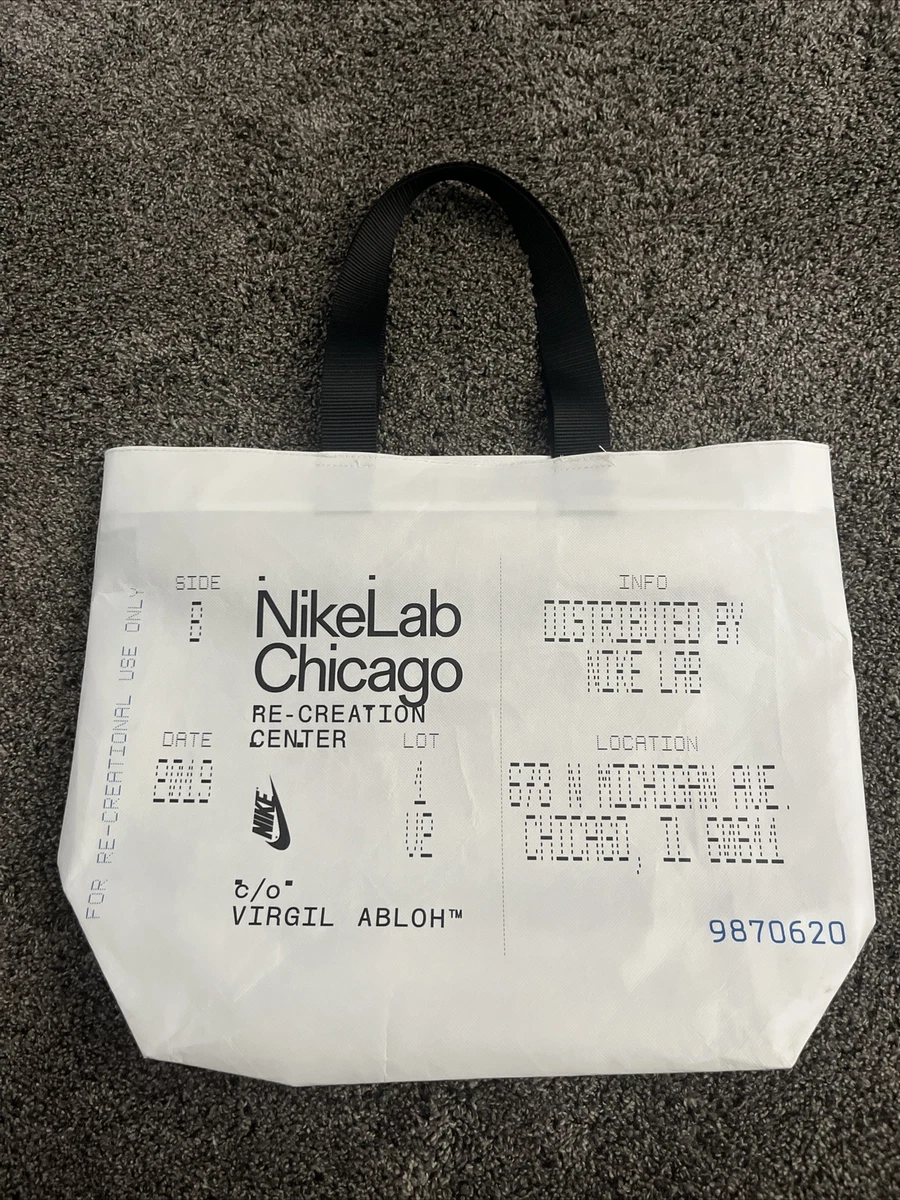 FOR RE-CREATIONAL USE ONLY
SIDE
B
NikeLab
Chicago
RE-CREATION
CENTER
DATE
2019
LOT
1
V2
NIKE
c/o
VIRGIL ABLOH™
INFO
DISTRIBUTED BY
NIKE LAB
LOCATION
678 N MICHIGAN AVE.
CHICAGO, IL 60611
9870620